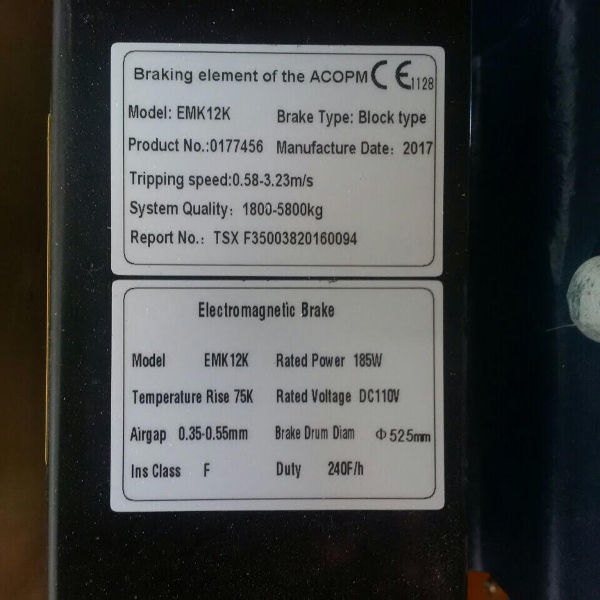 Braking element of the ACOPM CE 1128
Model: EMK12K Brake Type: Block type
Product No.:0177456 Manufacture Date: 2017
Tripping speed:0.58-3.23m/s
System Quality: 1800-5800kg
Report No.: TSX F35003820160094
Electromagnetic Brake
Model EMK12K Rated Power 185W
Temperature Rise 75K Rated Voltage DC110V
Airgap 0.35-0.55mm Brake Drum Diam Φ525mm
Ins Class F Duty 240F/h